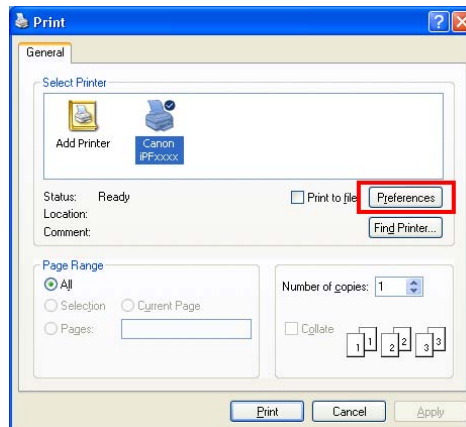 Print
General
Select Printer
Add Printer
Canon
iPFxxxx
Status: Ready
Print to file
Preferences
Location:
Comment:
Find Printer...
Page Range
All
Selection
Current Page
Pages:
Number of copies: 1
Collate
1 1 2 2 3 3
Print
Cancel
Apply